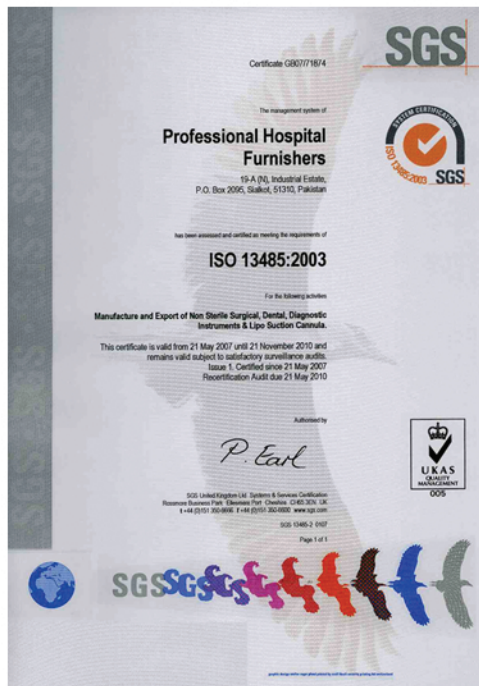 SGS
Certificate GB07/71874
The management system of
Professional Hospital
Furnishers
19-A (N), Industrial Estate,
P.O. Box 2095, Sialkot, 51310, Pakistan
SYSTEM CERTIFICATION
ISO 13485:2003
SGS
has been assessed and certified as meeting the requirements of
ISO 13485:2003
For the following activities
Manufacture and Export of Non Sterile Surgical, Dental, Diagnostic
Instruments & Lipo Suction Cannula.
This certificate is valid from 21 May 2007 until 21 November 2010 and
remains valid subject to satisfactory surveillance audits.
Issue 1. Certified since 21 May 2007
Recertification Audit due 21 May 2010
Authorised by
P. Earl
UKAS
QUALITY
MANAGEMENT
005
SGS United Kingdom Ltd Systems & Services Certification
Rossmore Business Park Ellesmere Port Cheshire CH65 3EN UK
t +44 (0)151 350-6666 f +44 (0)151 350-6600 www.sgs.com
SGS 13485-2 0107
Page 1 of 1
SGS SGS SGS SGS